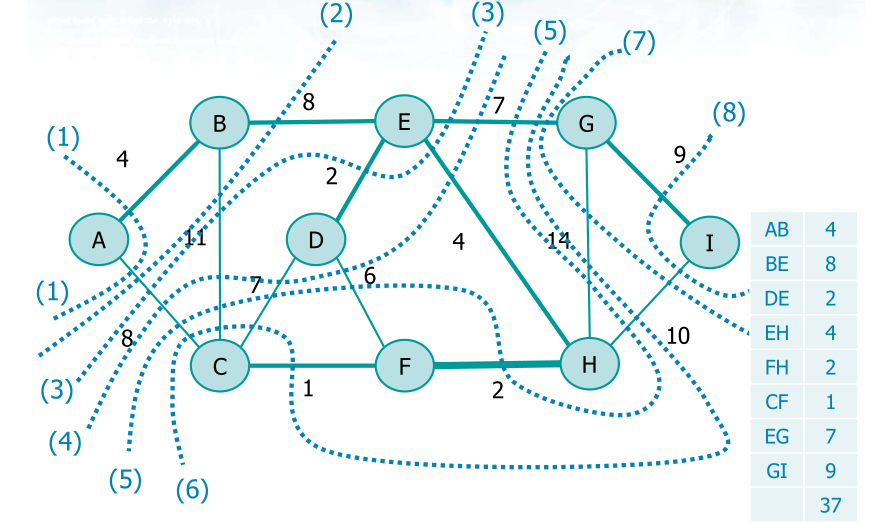 (2)
(3)
(5)
(7)
(8)
(1)
4
8
7
9
B
E
G
2
A
11
D
4
14
I
7
6
(1)
8
C
F
H
10
(3)
1
2
(4)
(5)
(6)
AB 4
BE 8
DE 2
EH 4
FH 2
CF 1
EG 7
GI 9
37